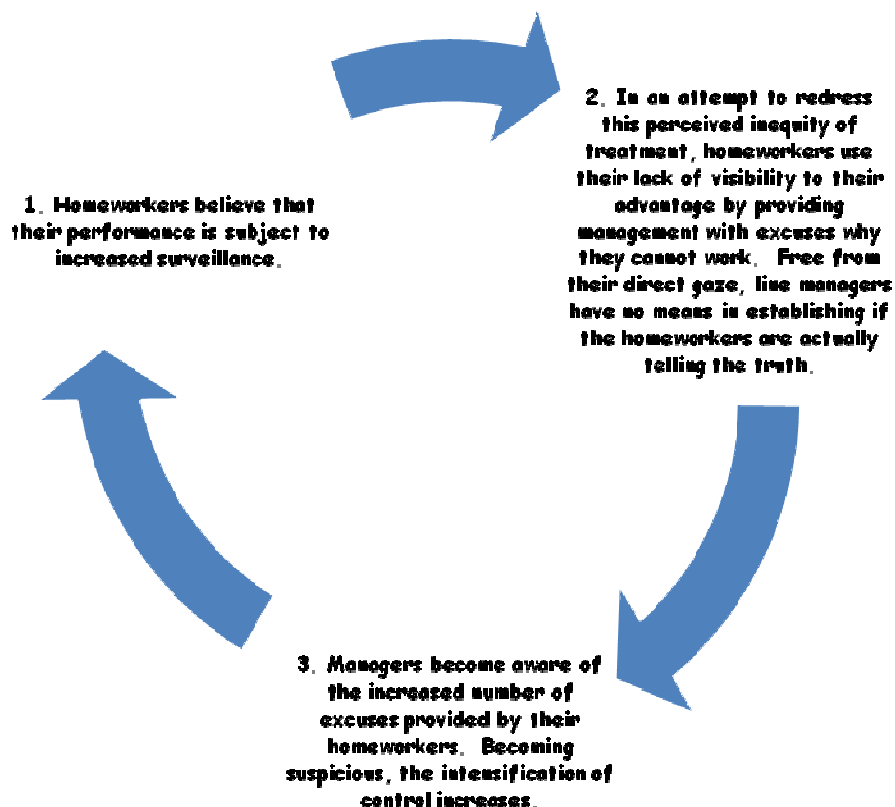 1. Homeworkers believe that
their performance is subject to
increased surveillance.
2. In an attempt to redress
this perceived inequity of
treatment, homeworkers use
their lack of visibility to their
advantage by providing
management with excuses why
they cannot work. Free from
their direct gaze, line managers
have no means in establishing if
the homeworkers are actually
telling the truth.
3. Managers become aware of
the increased number of
excuses provided by their
homeworkers. Becoming
suspicious, the intensification of
control increases.